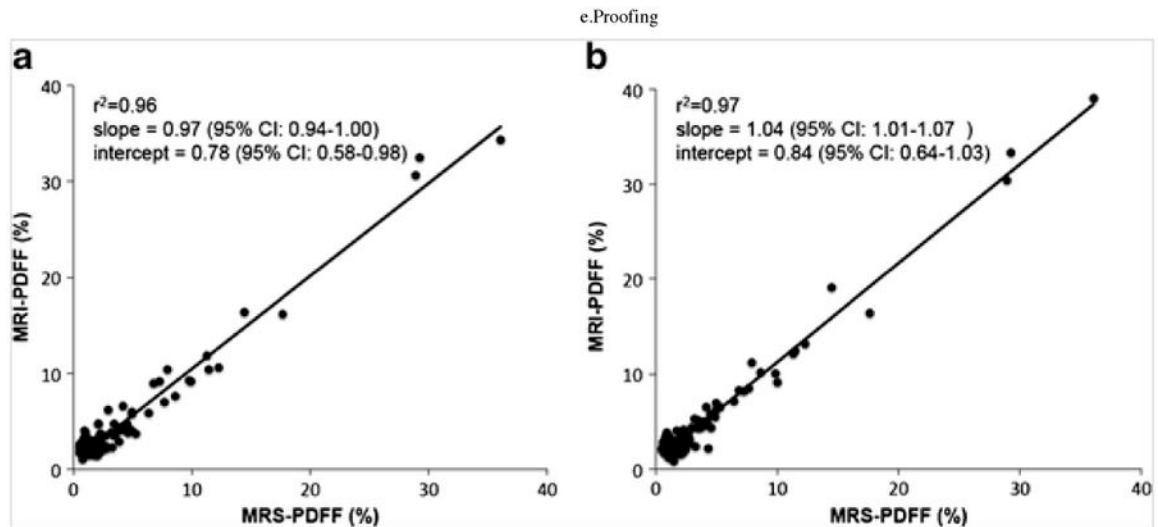 e.Proofing
a
40
r²=0.96
slope = 0.97 (95% CI: 0.94-1.00)
intercept = 0.78 (95% CI: 0.58-0.98)
30
20
10
0
MRI-PDFF (%)
0 10 20 30 40
MRS-PDFF (%)
b
40
r²=0.97
slope = 1.04 (95% CI: 1.01-1.07 )
intercept = 0.84 (95% CI: 0.64-1.03)
30
20
10
0
MRI-PDFF (%)
0 10 20 30 40
MRS-PDFF (%)